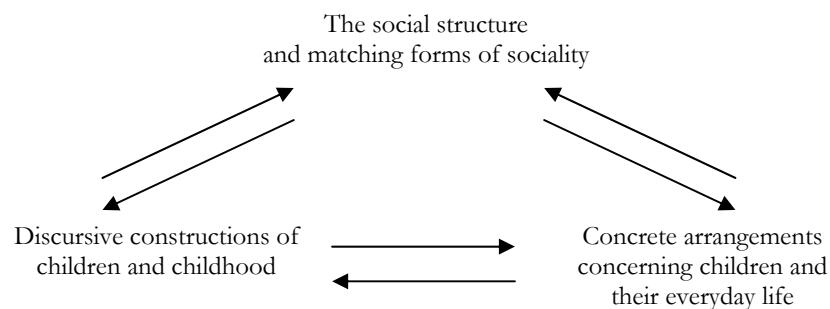 The social structure
and matching forms of sociality
Discursive constructions of
children and childhood
Concrete arrangements
concerning children and
their everyday life